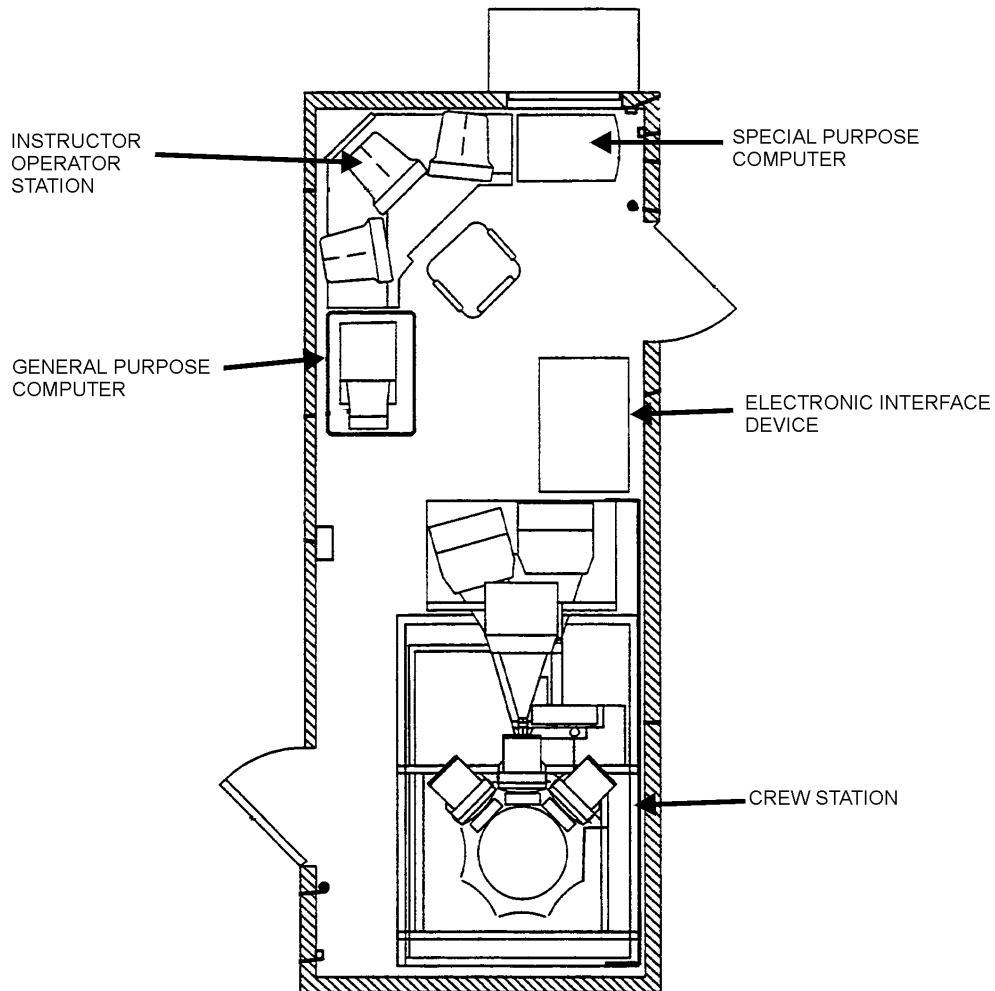 INSTRUCTOR
OPERATOR
STATION
SPECIAL PURPOSE
COMPUTER
GENERAL PURPOSE
COMPUTER
ELECTRONIC INTERFACE
DEVICE
CREW STATION